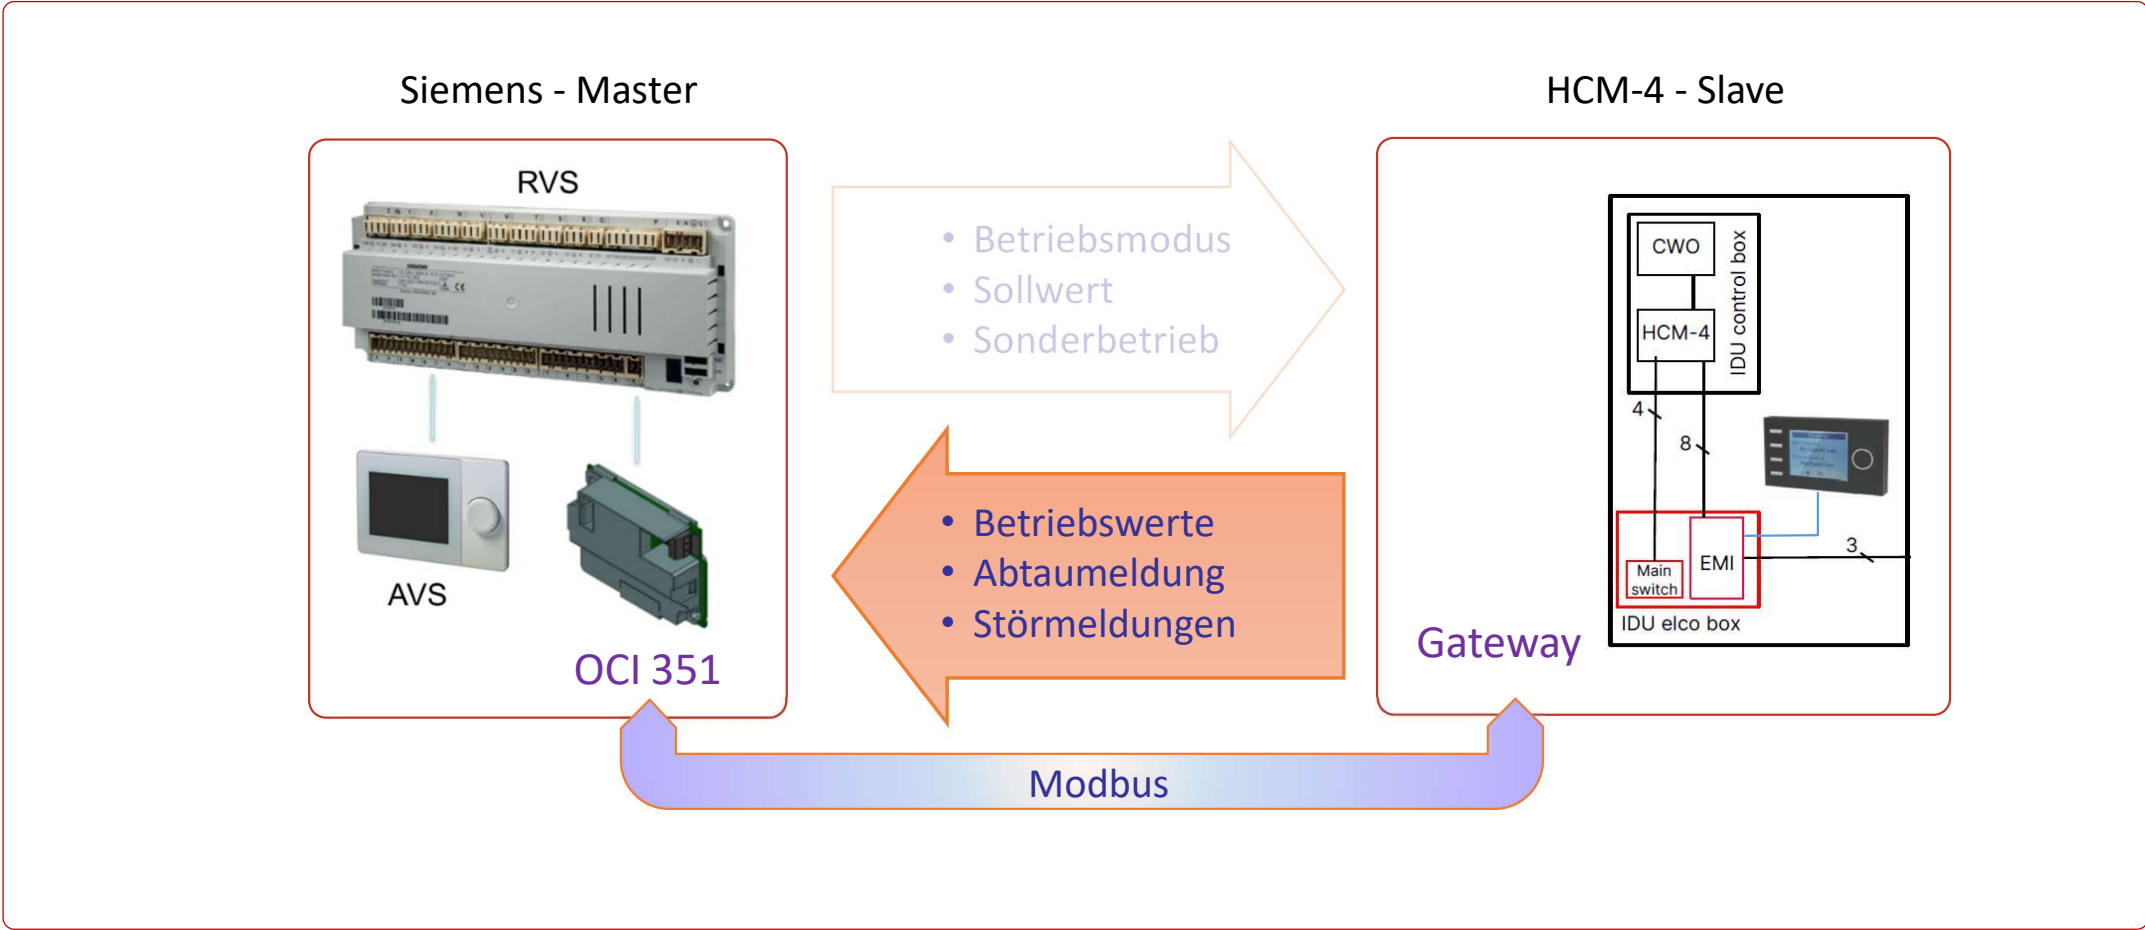 Siemens - Master
HCM-4 - Slave
RVS
AVS
OCI 351
• Betriebsmodus
• Sollwert
• Sonderbetrieb
• Betriebswerte
• Abtaumeldung
• Störmeldungen
CWO
HCM-4
IDU control box
4
8
3
EMI
Main
switch
IDU elco box
Gateway
Modbus